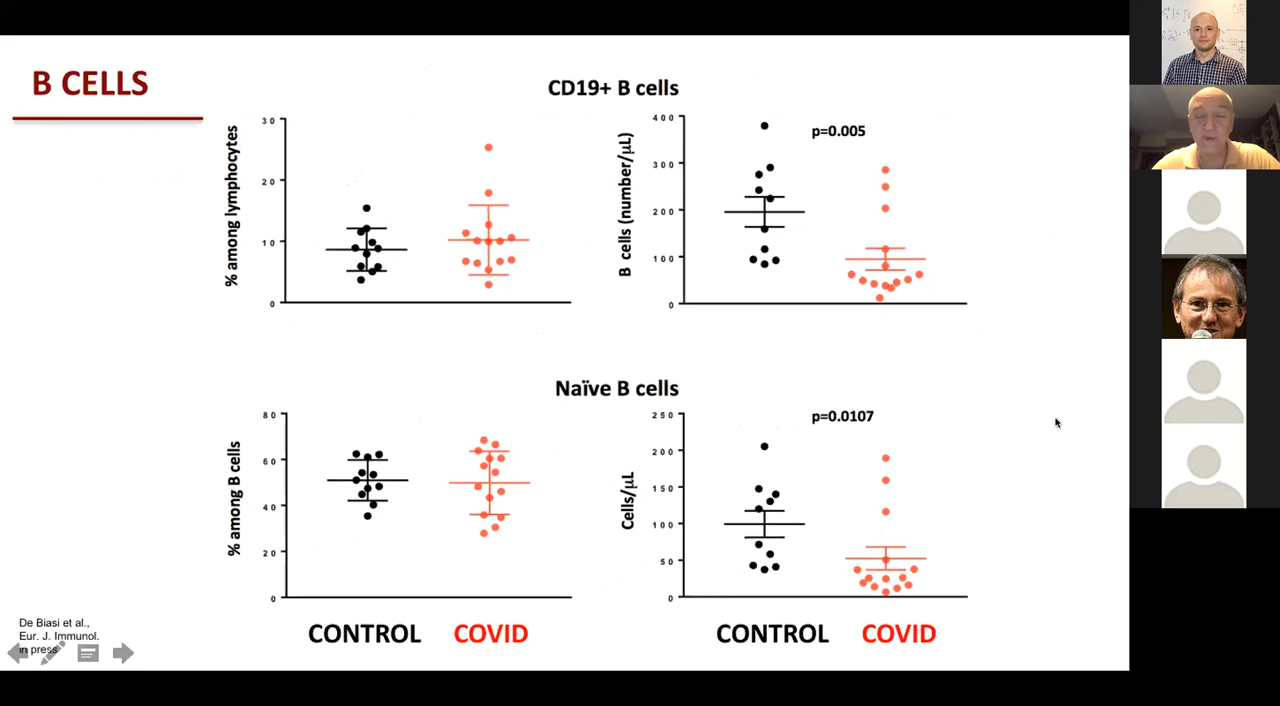 B CELLS
CD19+ B cells
% among lymphocytes
30
20
10
0
B cells (number/µL)
400
300
200
100
0
p=0.005
Naïve B cells
% among B cells
80
60
40
20
0
Cells/µL
250
200
150
100
50
0
p=0.0107
CONTROL COVID
CONTROL COVID
De Biasi et al.,
Eur. J. Immunol.
in press